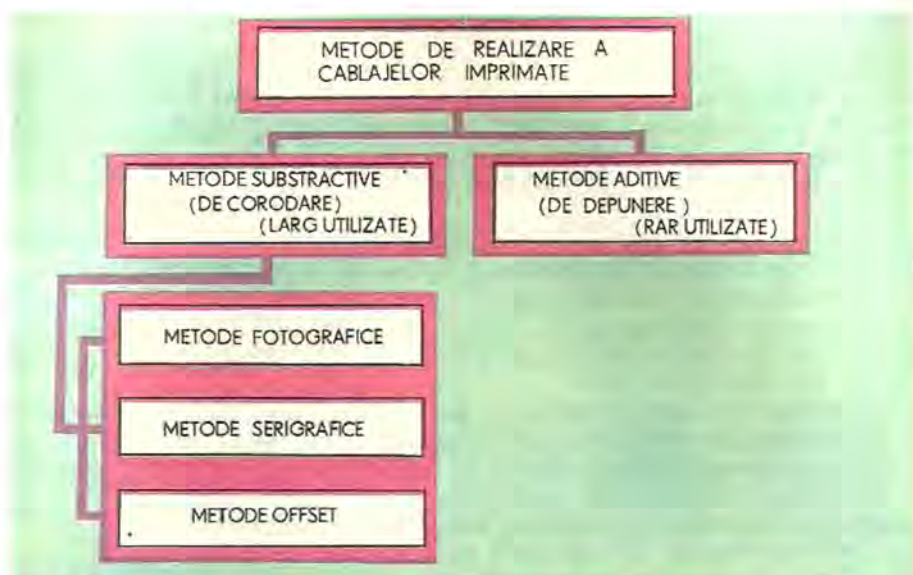 METODE DE REALIZARE A
CABLAJELOR IMPRIMATE
METODE SUBSTRACTIVE
(DE CORODARE)
(LARG UTILIZATE)
METODE ADITIVE
(DE DEPUNERE)
(RAR UTILIZATE)
METODE FOTOGRAFICE
METODE SERIGRAFICE
METODE OFFSET